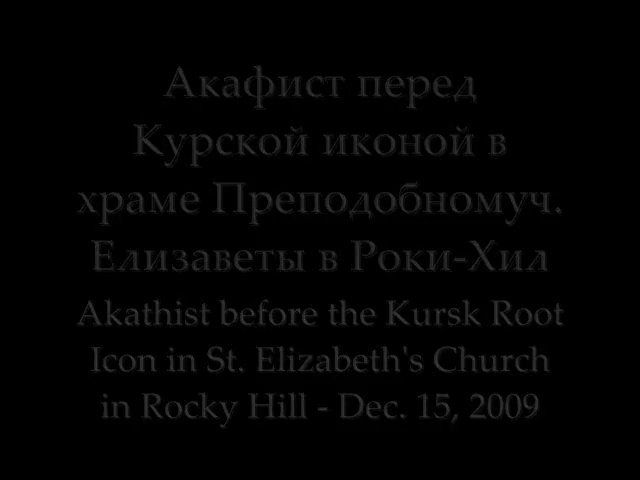 Акафист перед
Курской иконой в
храме Преподобномуч.
Елизаветы в Роки-Хил
Akathist before the Kursk Root
Icon in St. Elizabeth's Church
in Rocky Hill - Dec. 15, 2009